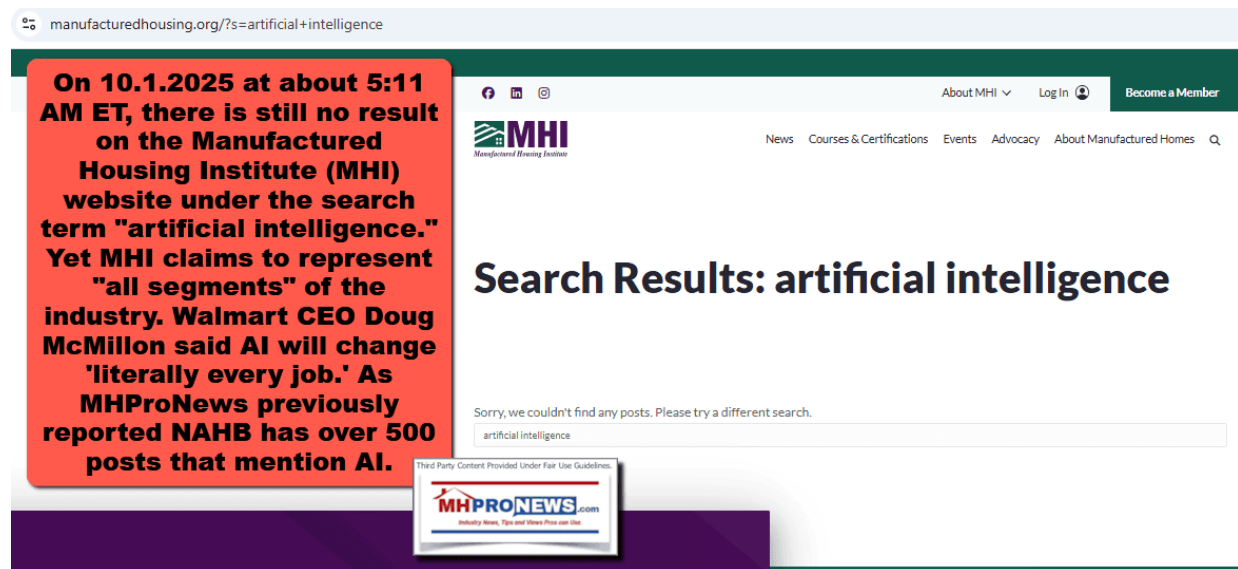 manufacturedhousing.org/?s=artificial+intelligence
On 10.1.2025 at about 5:11
AM ET, there is still no result
on the Manufactured
Housing Institute (MHI)
website under the search
term "artificial intelligence."
Yet MHI claims to represent
"all segments" of the
industry. Walmart CEO Doug
McMillon said AI will change
'literally every job.' As
MHProNews previously
reported NAHB has over 500
posts that mention AI.
About MHI Log In Become a Member
MHI
Manufactured Housing Institute
News Courses & Certifications Events Advocacy About Manufactured Homes
Search Results: artificial intelligence
Sorry, we couldn't find any posts. Please try a different search.
artificial intelligence
Third Party Content Provided Under Fair Use Guidelines.
MHPRONEWS.com
Industry News, Tips and Views Pros can Use.